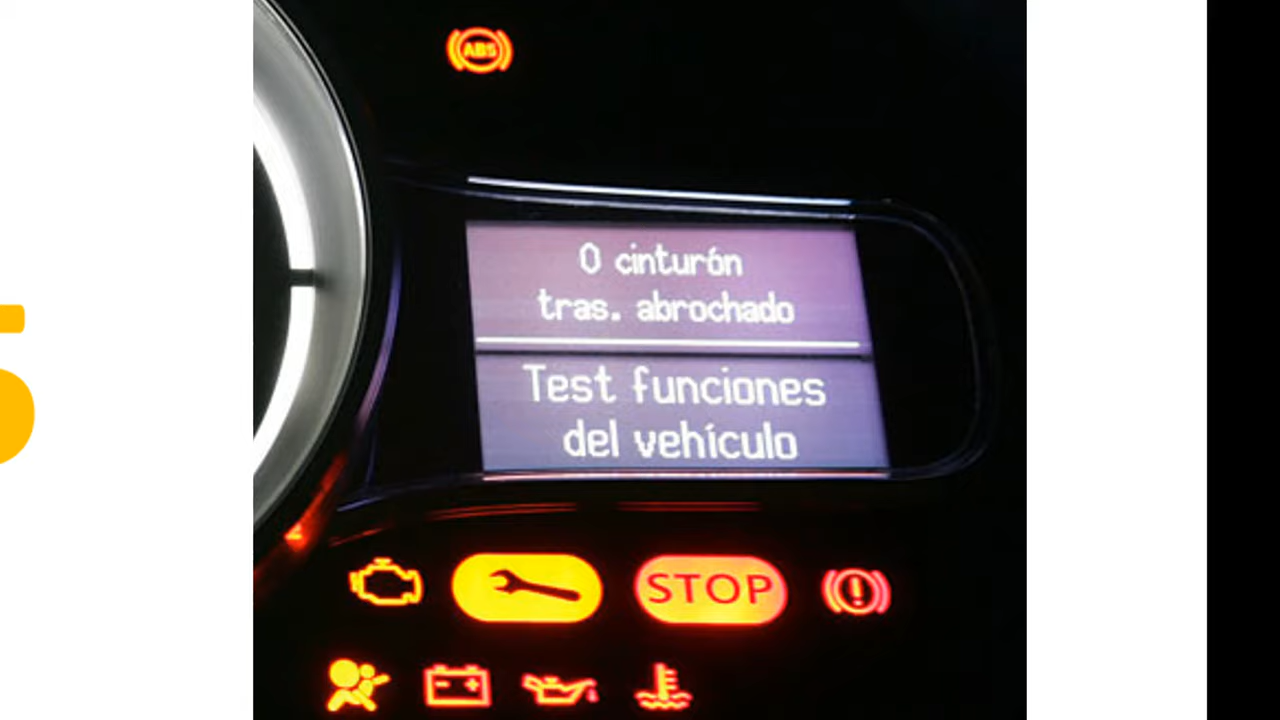 ABS
0 cinturón
tras. abrochado
Test funciones
del vehículo
STOP